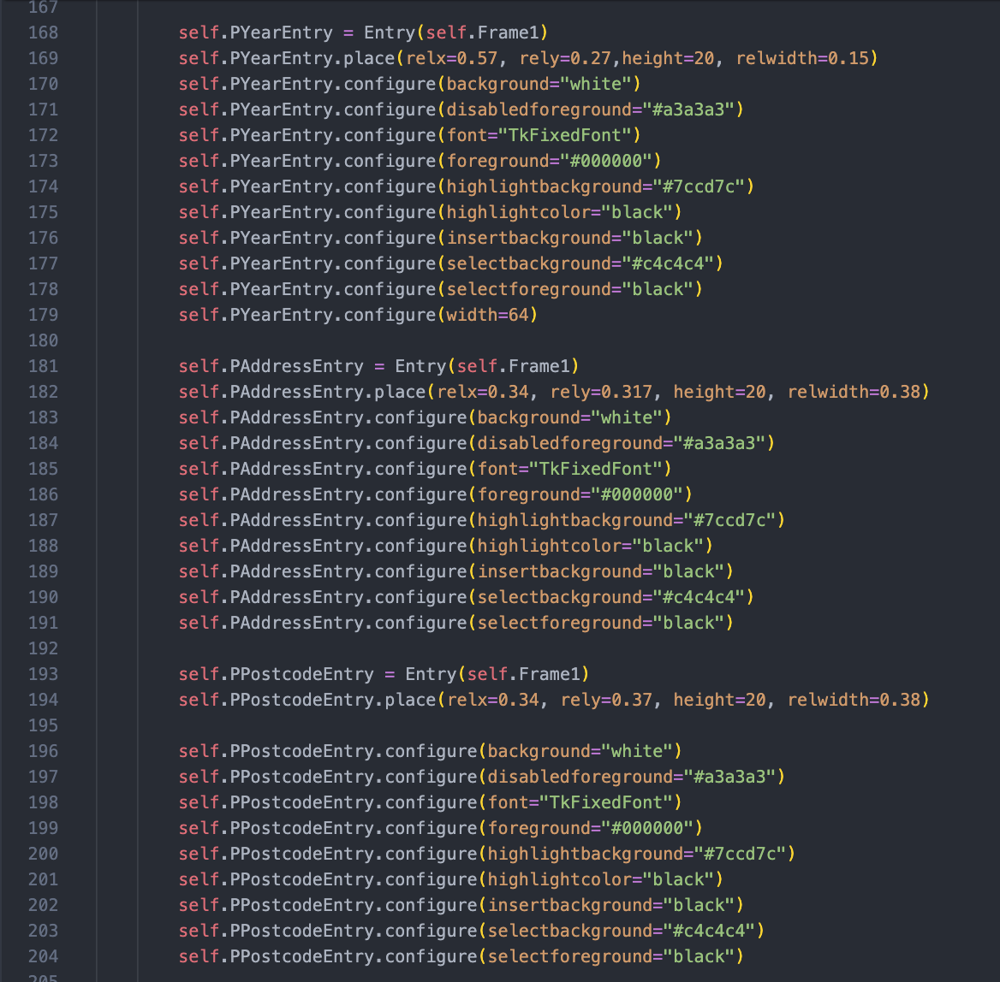 167
168 self.PYearEntry = Entry(self.Frame1)
169 self.PYearEntry.place(relx=0.57, rely=0.27,height=20, relwidth=0.15)
170 self.PYearEntry.configure(background="white")
171 self.PYearEntry.configure(disabledforeground="#a3a3a3")
172 self.PYearEntry.configure(font="TkFixedFont")
173 self.PYearEntry.configure(foreground="#000000")
174 self.PYearEntry.configure(highlightbackground="#7ccd7c")
175 self.PYearEntry.configure(highlightcolor="black")
176 self.PYearEntry.configure(insertbackground="black")
177 self.PYearEntry.configure(selectbackground="#c4c4c4")
178 self.PYearEntry.configure(selectforeground="black")
179 self.PYearEntry.configure(width=64)
180
181 self.PAddressEntry = Entry(self.Frame1)
182 self.PAddressEntry.place(relx=0.34, rely=0.317, height=20, relwidth=0.38)
183 self.PAddressEntry.configure(background="white")
184 self.PAddressEntry.configure(disabledforeground="#a3a3a3")
185 self.PAddressEntry.configure(font="TkFixedFont")
186 self.PAddressEntry.configure(foreground="#000000")
187 self.PAddressEntry.configure(highlightbackground="#7ccd7c")
188 self.PAddressEntry.configure(highlightcolor="black")
189 self.PAddressEntry.configure(insertbackground="black")
190 self.PAddressEntry.configure(selectbackground="#c4c4c4")
191 self.PAddressEntry.configure(selectforeground="black")
192
193 self.PPostcodeEntry = Entry(self.Frame1)
194 self.PPostcodeEntry.place(relx=0.34, rely=0.37, height=20, relwidth=0.38)
195
196 self.PPostcodeEntry.configure(background="white")
197 self.PPostcodeEntry.configure(disabledforeground="#a3a3a3")
198 self.PPostcodeEntry.configure(font="TkFixedFont")
199 self.PPostcodeEntry.configure(foreground="#000000")
200 self.PPostcodeEntry.configure(highlightbackground="#7ccd7c")
201 self.PPostcodeEntry.configure(highlightcolor="black")
202 self.PPostcodeEntry.configure(insertbackground="black")
203 self.PPostcodeEntry.configure(selectbackground="#c4c4c4")
204 self.PPostcodeEntry.configure(selectforeground="black")
205